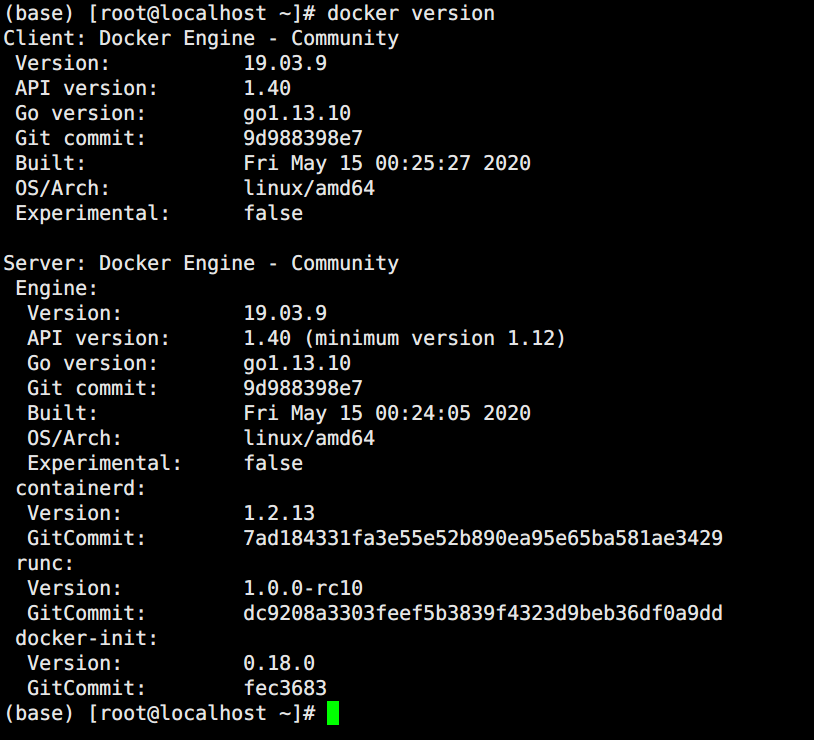 (base) [root@localhost ~]# docker version
Client: Docker Engine - Community
 Version:           19.03.9
 API version:       1.40
 Go version:        go1.13.10
 Git commit:        9d988398e7
 Built:             Fri May 15 00:25:27 2020
 OS/Arch:           linux/amd64
 Experimental:      false

Server: Docker Engine - Community
 Engine:
  Version:          19.03.9
  API version:      1.40 (minimum version 1.12)
  Go version:       go1.13.10
  Git commit:       9d988398e7
  Built:            Fri May 15 00:24:05 2020
  OS/Arch:          linux/amd64
  Experimental:     false
 containerd:
  Version:          1.2.13
  GitCommit:        7ad184331fa3e55e52b890ea95e65ba581ae3429
 runc:
  Version:          1.0.0-rc10
  GitCommit:        dc9208a3303feef5b3839f4323d9beb36df0a9dd
 docker-init:
  Version:          0.18.0
  GitCommit:        fec3683
(base) [root@localhost ~]#